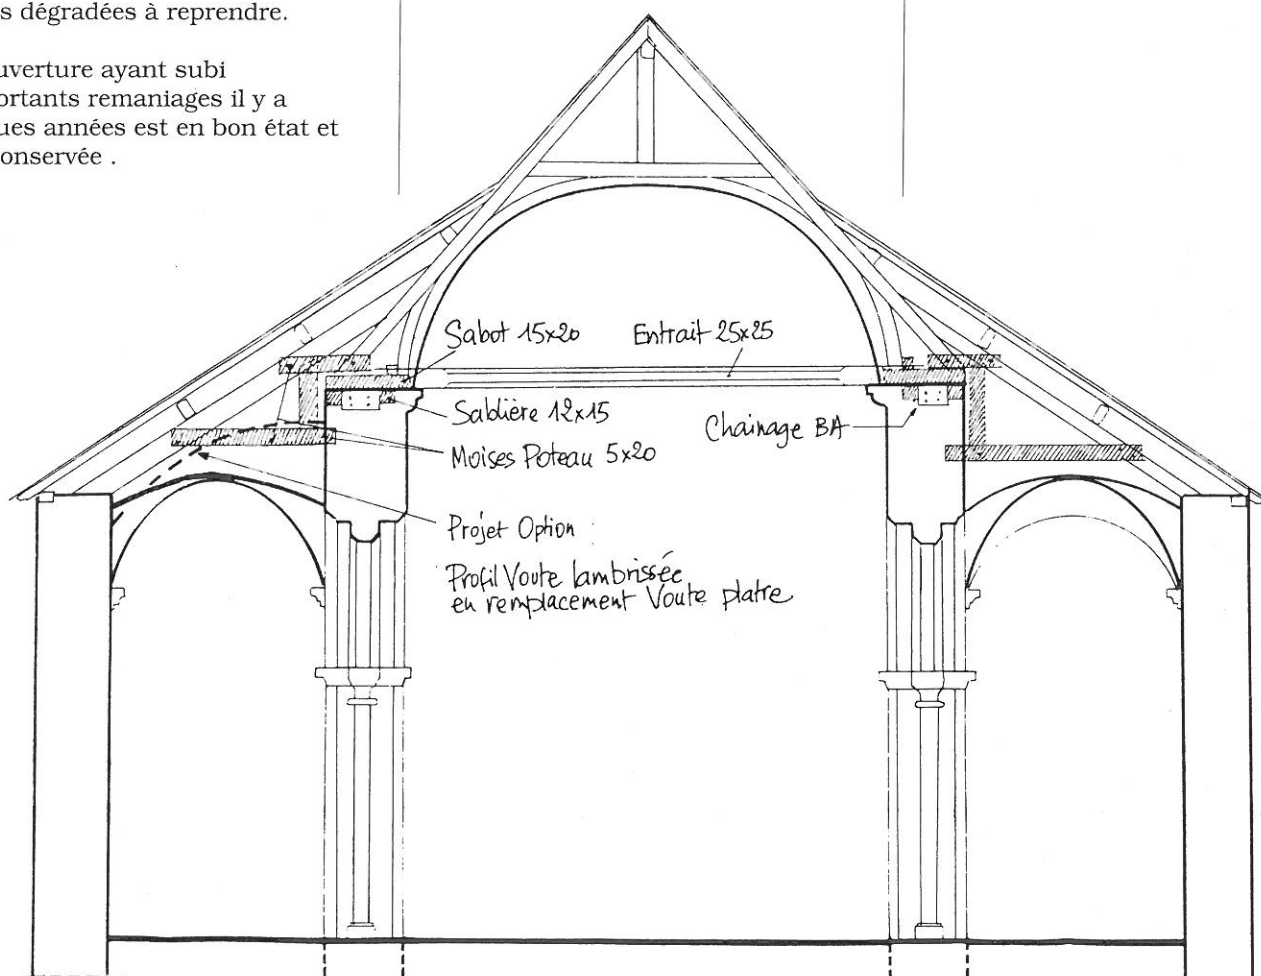 s dégradées à reprendre.
uverture ayant subi
ortants remaniages il y a
ues années est en bon état et
onservée .
Sabot 15x20
Entrait 25x25
Sablière 12x15
Chainage BA
Moises Poteau 5x20
Projet Option
Profil Voute lambrissée
en remplacement Voute platre